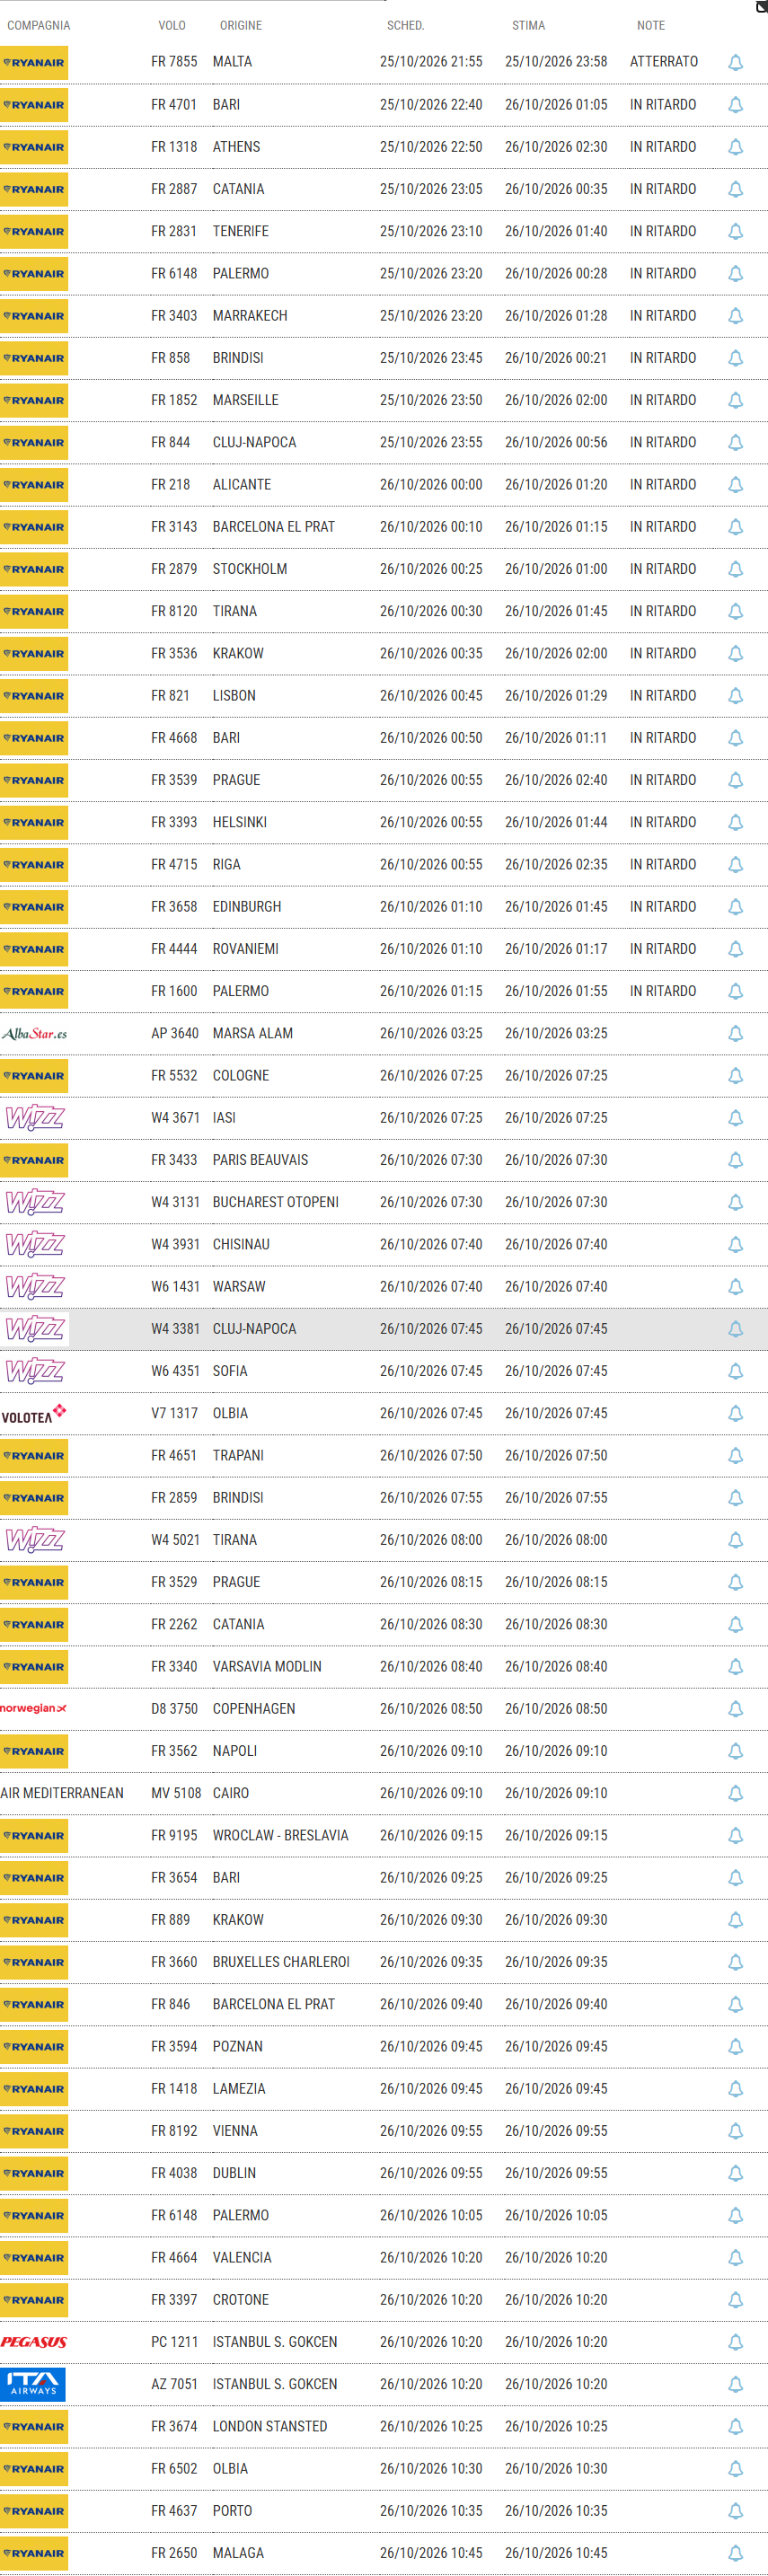 COMPAGNIA VOLO ORIGINE SCHED. STIMA NOTE
RYANAIR FR 7855 MALTA 25/10/2026 21:55 25/10/2026 23:58 ATTERRATO
RYANAIR FR 4701 BARI 25/10/2026 22:40 26/10/2026 01:05 IN RITARDO
RYANAIR FR 1318 ATHENS 25/10/2026 22:50 26/10/2026 02:30 IN RITARDO
RYANAIR FR 2887 CATANIA 25/10/2026 23:05 26/10/2026 00:35 IN RITARDO
RYANAIR FR 2831 TENERIFE 25/10/2026 23:10 26/10/2026 01:40 IN RITARDO
RYANAIR FR 6148 PALERMO 25/10/2026 23:20 26/10/2026 00:28 IN RITARDO
RYANAIR FR 3403 MARRAKECH 25/10/2026 23:20 26/10/2026 01:28 IN RITARDO
RYANAIR FR 858 BRINDISI 25/10/2026 23:45 26/10/2026 00:21 IN RITARDO
RYANAIR FR 1852 MARSEILLE 25/10/2026 23:50 26/10/2026 02:00 IN RITARDO
RYANAIR FR 844 CLUJ-NAPOCA 25/10/2026 23:55 26/10/2026 00:56 IN RITARDO
RYANAIR FR 218 ALICANTE 26/10/2026 00:00 26/10/2026 01:20 IN RITARDO
RYANAIR FR 3143 BARCELONA EL PRAT 26/10/2026 00:10 26/10/2026 01:15 IN RITARDO
RYANAIR FR 2879 STOCKHOLM 26/10/2026 00:25 26/10/2026 01:00 IN RITARDO
RYANAIR FR 8120 TIRANA 26/10/2026 00:30 26/10/2026 01:45 IN RITARDO
RYANAIR FR 3536 KRAKOW 26/10/2026 00:35 26/10/2026 02:00 IN RITARDO
RYANAIR FR 821 LISBON 26/10/2026 00:45 26/10/2026 01:29 IN RITARDO
RYANAIR FR 4668 BARI 26/10/2026 00:50 26/10/2026 01:11 IN RITARDO
RYANAIR FR 3539 PRAGUE 26/10/2026 00:55 26/10/2026 02:40 IN RITARDO
RYANAIR FR 3393 HELSINKI 26/10/2026 00:55 26/10/2026 01:44 IN RITARDO
RYANAIR FR 4715 RIGA 26/10/2026 00:55 26/10/2026 02:35 IN RITARDO
RYANAIR FR 3658 EDINBURGH 26/10/2026 01:10 26/10/2026 01:45 IN RITARDO
RYANAIR FR 4444 ROVANIEMI 26/10/2026 01:10 26/10/2026 01:17 IN RITARDO
RYANAIR FR 1600 PALERMO 26/10/2026 01:15 26/10/2026 01:55 IN RITARDO
AlbaStar.es AP 3640 MARSA ALAM 26/10/2026 03:25 26/10/2026 03:25
RYANAIR FR 5532 COLOGNE 26/10/2026 07:25 26/10/2026 07:25
WIZZ W4 3671 IASI 26/10/2026 07:25 26/10/2026 07:25
RYANAIR FR 3433 PARIS BEAUVAIS 26/10/2026 07:30 26/10/2026 07:30
WIZZ W4 3131 BUCHAREST OTOPENI 26/10/2026 07:30 26/10/2026 07:30
WIZZ W4 3931 CHISINAU 26/10/2026 07:40 26/10/2026 07:40
WIZZ W6 1431 WARSAW 26/10/2026 07:40 26/10/2026 07:40
WIZZ W4 3381 CLUJ-NAPOCA 26/10/2026 07:45 26/10/2026 07:45
WIZZ W6 4351 SOFIA 26/10/2026 07:45 26/10/2026 07:45
VOLOTEA V7 1317 OLBIA 26/10/2026 07:45 26/10/2026 07:45
RYANAIR FR 4651 TRAPANI 26/10/2026 07:50 26/10/2026 07:50
RYANAIR FR 2859 BRINDISI 26/10/2026 07:55 26/10/2026 07:55
WIZZ W4 5021 TIRANA 26/10/2026 08:00 26/10/2026 08:00
RYANAIR FR 3529 PRAGUE 26/10/2026 08:15 26/10/2026 08:15
RYANAIR FR 2262 CATANIA 26/10/2026 08:30 26/10/2026 08:30
RYANAIR FR 3340 VARSAVIA MODLIN 26/10/2026 08:40 26/10/2026 08:40
norwegian D8 3750 COPENHAGEN 26/10/2026 08:50 26/10/2026 08:50
RYANAIR FR 3562 NAPOLI 26/10/2026 09:10 26/10/2026 09:10
AIR MEDITERRANEAN MV 5108 CAIRO 26/10/2026 09:10 26/10/2026 09:10
RYANAIR FR 9195 WROCLAW - BRESLAVIA 26/10/2026 09:15 26/10/2026 09:15
RYANAIR FR 3654 BARI 26/10/2026 09:25 26/10/2026 09:25
RYANAIR FR 889 KRAKOW 26/10/2026 09:30 26/10/2026 09:30
RYANAIR FR 3660 BRUXELLES CHARLEROI 26/10/2026 09:35 26/10/2026 09:35
RYANAIR FR 846 BARCELONA EL PRAT 26/10/2026 09:40 26/10/2026 09:40
RYANAIR FR 3594 POZNAN 26/10/2026 09:45 26/10/2026 09:45
RYANAIR FR 1418 LAMEZIA 26/10/2026 09:45 26/10/2026 09:45
RYANAIR FR 8192 VIENNA 26/10/2026 09:55 26/10/2026 09:55
RYANAIR FR 4038 DUBLIN 26/10/2026 09:55 26/10/2026 09:55
RYANAIR FR 6148 PALERMO 26/10/2026 10:05 26/10/2026 10:05
RYANAIR FR 4664 VALENCIA 26/10/2026 10:20 26/10/2026 10:20
RYANAIR FR 3397 CROTONE 26/10/2026 10:20 26/10/2026 10:20
PEGASUS PC 1211 ISTANBUL S. GOKCEN 26/10/2026 10:20 26/10/2026 10:20
ITA AIRWAYS AZ 7051 ISTANBUL S. GOKCEN 26/10/2026 10:20 26/10/2026 10:20
RYANAIR FR 3674 LONDON STANSTED 26/10/2026 10:25 26/10/2026 10:25
RYANAIR FR 6502 OLBIA 26/10/2026 10:30 26/10/2026 10:30
RYANAIR FR 4637 PORTO 26/10/2026 10:35 26/10/2026 10:35
RYANAIR FR 2650 MALAGA 26/10/2026 10:45 26/10/2026 10:45